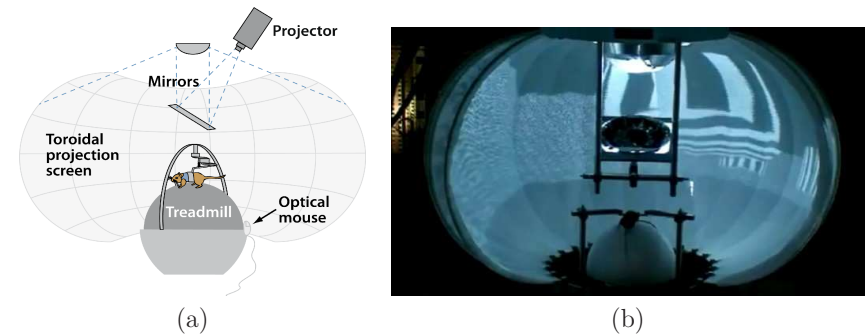 Projector
Mirrors
Toroidal
projection
screen
Treadmill
Optical
mouse
(a)
(b)